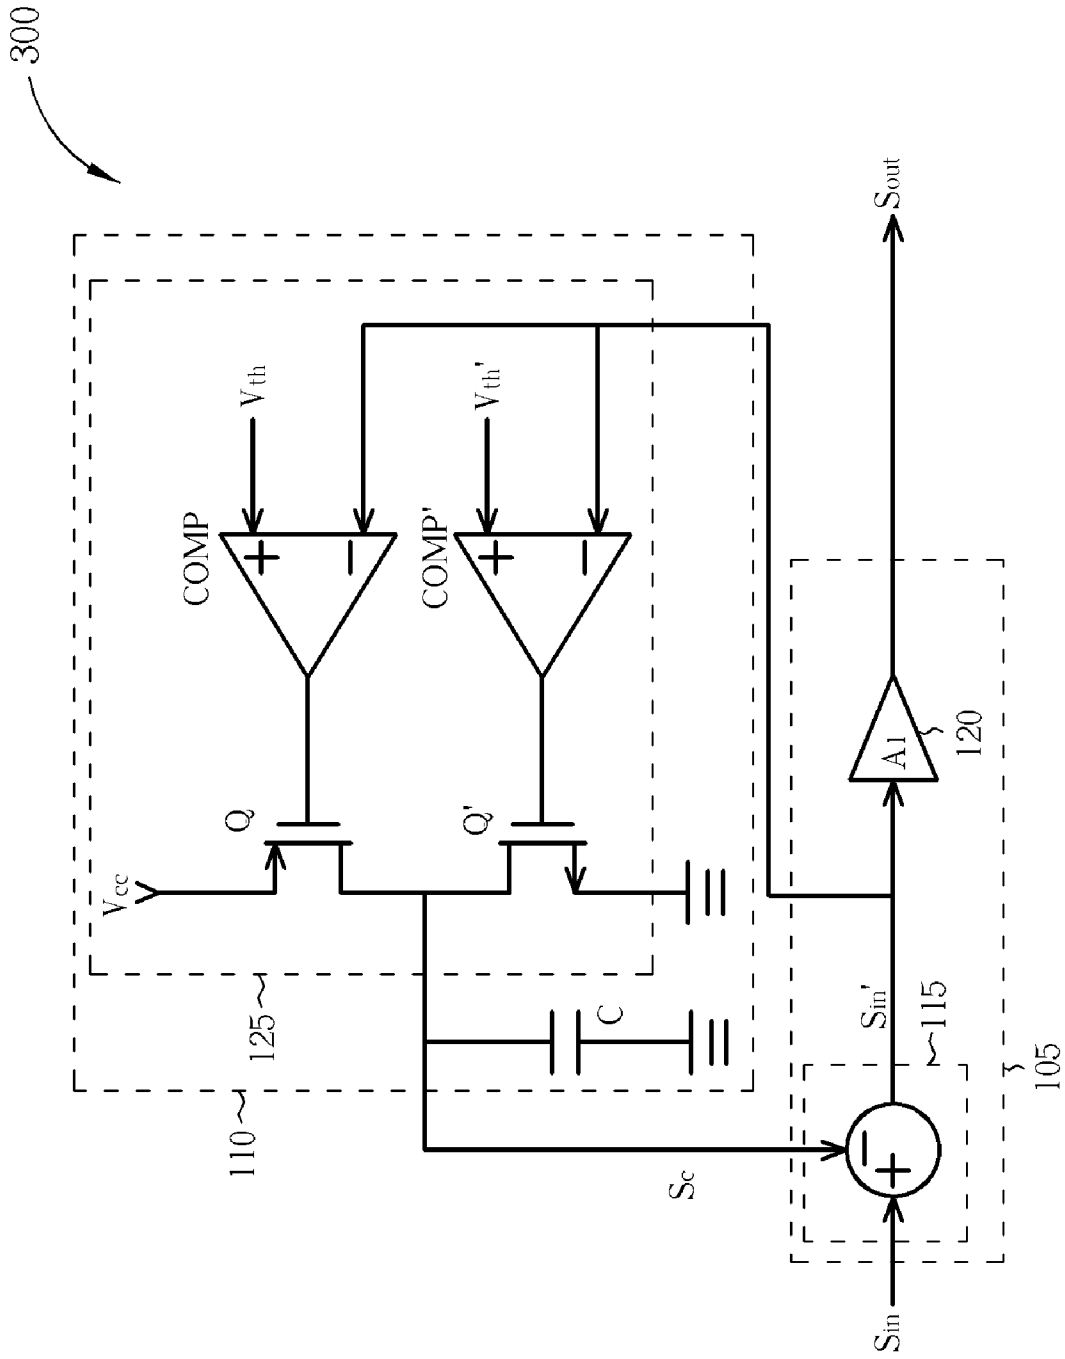 300
Vth
COMP
+
−
Vth'
COMP'
+
−
Q
Vcc
Q'
125
C
110
Sc
Sout
A1
120
Sin'
115
105
−
+
Sin